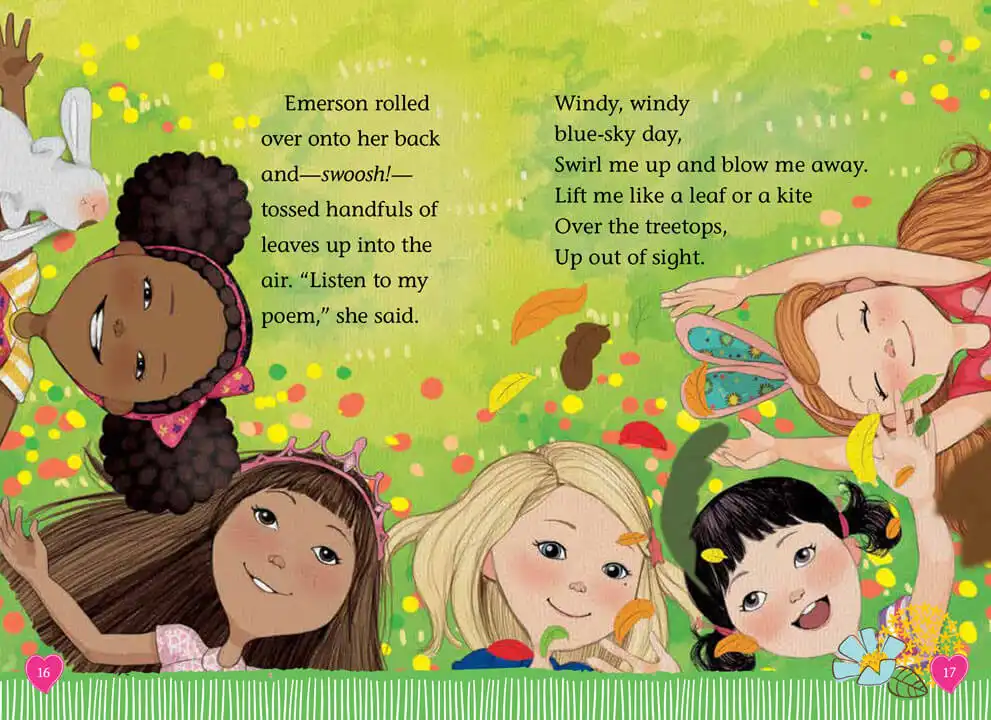 Emerson rolled
over onto her back
and—swoosh!—
tossed handfuls of
leaves up into the
air. “Listen to my
poem,” she said.
16
Windy, windy
blue-sky day,
Swirl me up and blow me away.
Lift me like a leaf or a kite
Over the treetops,
Up out of sight.
17